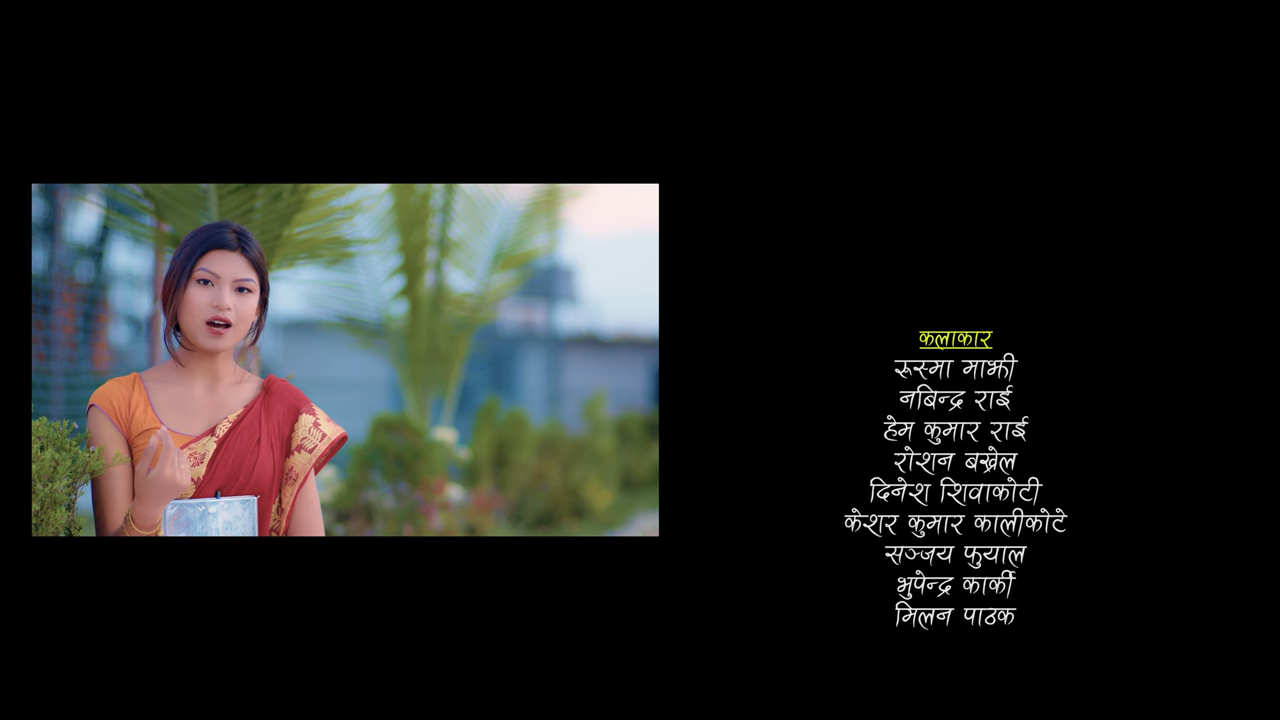 कलाकार
रूस्मा माझी
नबिन्द्र राई
हेम कुमार राई
रोशन बख्रेल
दिनेश शिवाकोटी
केशर कुमार कालीकोटे
सञ्जय फुयाल
भुपेन्द्र कार्की
मिलन पाठक